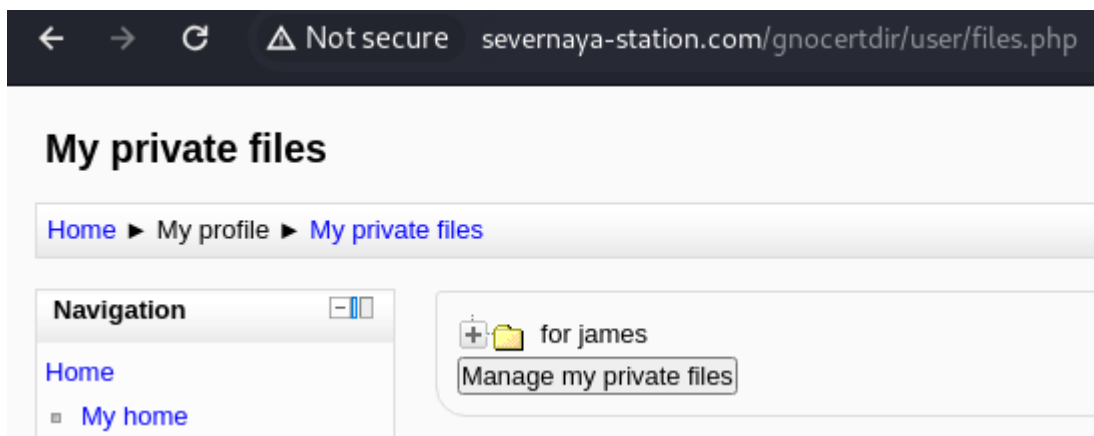 Not secure severnaya-station.com/gnocertdir/user/files.php
My private files
Home ► My profile ► My private files
Navigation
for james
Manage my private files
Home
My home